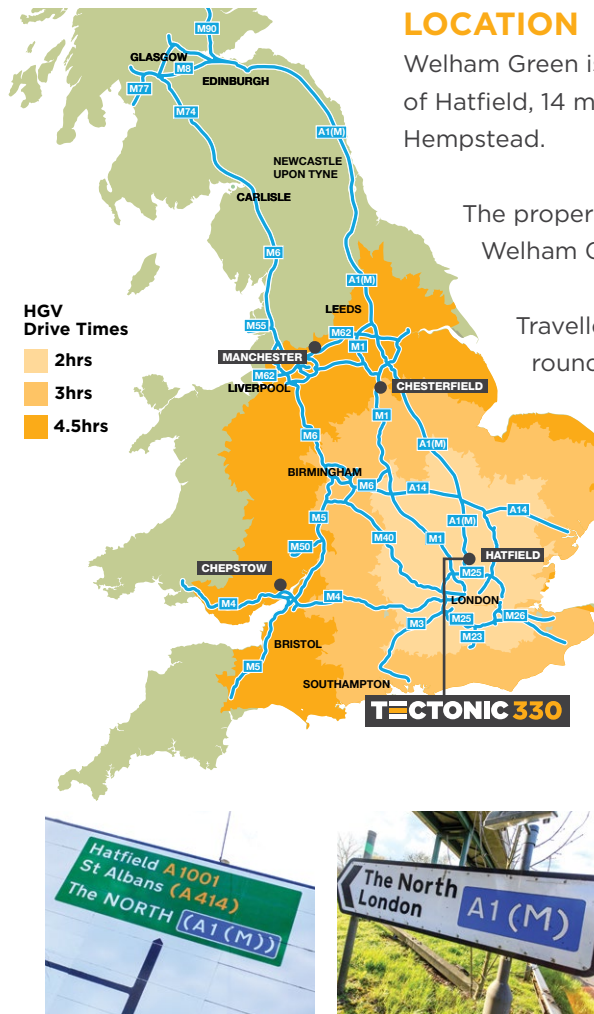 LOCATION
Welham Green is
of Hatfield, 14 m
Hempstead.
The proper
Welham G
Travelle
round
M90
GLASGOW
M8
EDINBURGH
M77
M74
A1(M)
NEWCASTLE
UPON TYNE
CARLISLE
M6
A1(M)
HGV
Drive Times
2hrs
3hrs
4.5hrs
LEEDS
M55
M62
M1
MANCHESTER
M62
LIVERPOOL
CHESTERFIELD
M1
M6
A1(M)
BIRMINGHAM
M6
A14
A14
M5
A1(M)
M40
M1
M50
HATFIELD
CHEPSTOW
M25
M4
M4
LONDON
M3
M25
M26
M23
BRISTOL
M5
SOUTHAMPTON
TECTONIC 330
Hatfield A1001
St Albans (A414)
The NORTH (A1(M))
The North
London
A1(M)